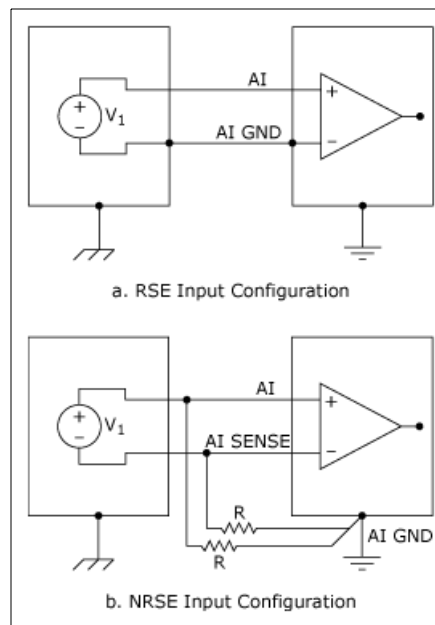 AI
+
+
−
V1
AI GND
−
a. RSE Input Configuration
AI
+
+
−
V1
AI SENSE
−
R
AI GND
R
b. NRSE Input Configuration